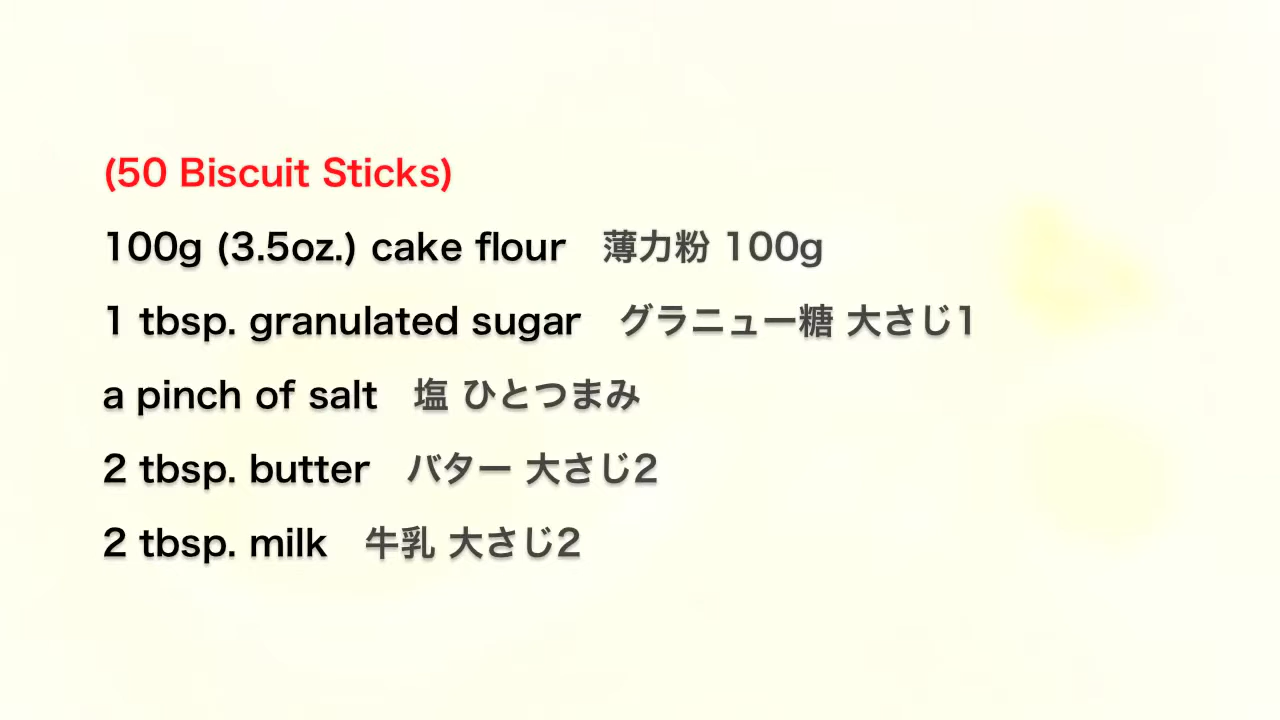 (50 Biscuit Sticks)
100g (3.5oz.) cake flour　薄力粉 100g
1 tbsp. granulated sugar　グラニュー糖 大さじ1
a pinch of salt　塩 ひとつまみ
2 tbsp. butter　バター 大さじ2
2 tbsp. milk　牛乳 大さじ2